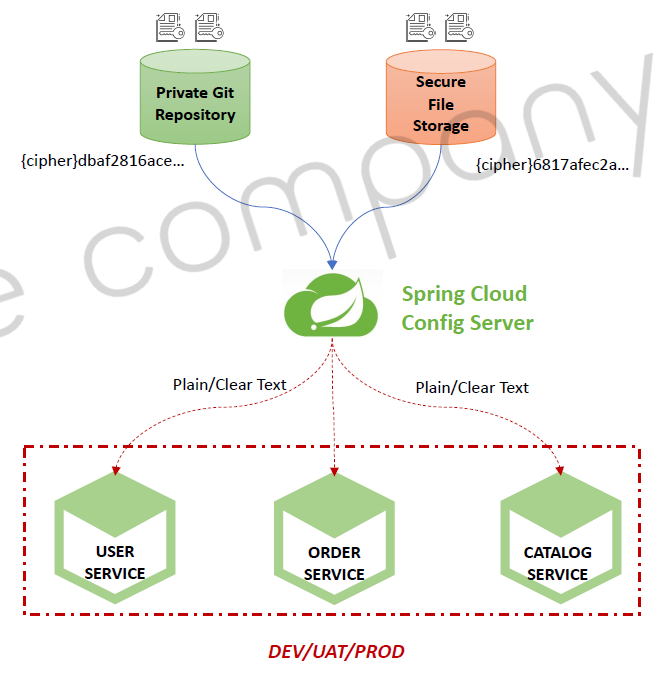 Private Git
Repository
Secure
File
Storage
{cipher}dbaf2816ace...
{cipher}6817afec2a...
e company
Spring Cloud
Config Server
Plain/Clear Text
Plain/Clear Text
USER
SERVICE
ORDER
SERVICE
CATALOG
SERVICE
DEV/UAT/PROD